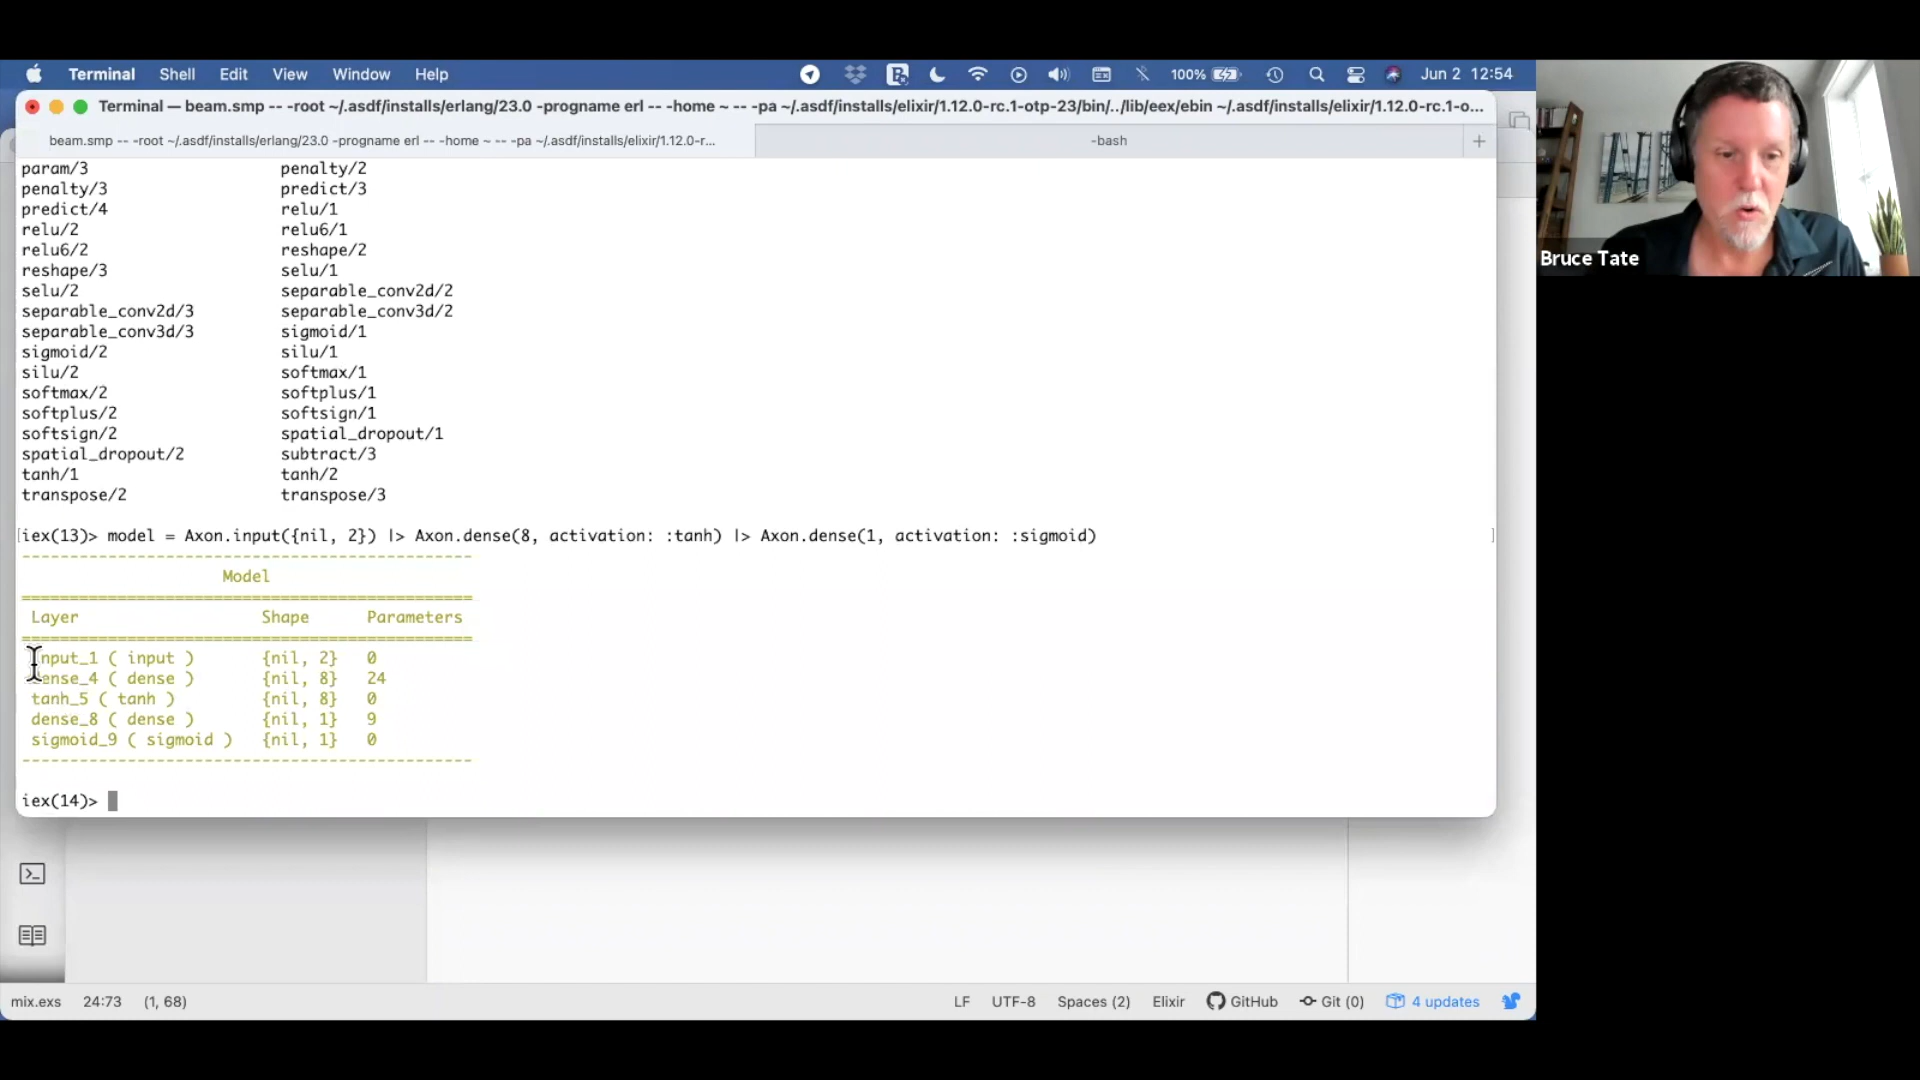 Terminal Shell Edit View Window Help 100% Jun 2 12:54
Terminal — beam.smp -- -root ~/.asdf/installs/erlang/23.0 -progname erl -- -home ~ -- -pa ~/.asdf/installs/elixir/1.12.0-rc.1-otp-23/bin/../lib/eex/ebin ~/.asdf/installs/elixir/1.12.0-rc.1-o...
beam.smp -- -root ~/.asdf/installs/erlang/23.0 -progname erl -- -home ~ -- -pa ~/.asdf/installs/elixir/1.12.0-r... -bash +
param/3 penalty/2
penalty/3 predict/3
predict/4 relu/1
relu/2 relu6/1
relu6/2 reshape/2
reshape/3 selu/1
selu/2 separable_conv2d/2
separable_conv2d/3 separable_conv3d/2
separable_conv3d/3 sigmoid/1
sigmoid/2 silu/1
silu/2 softmax/1
softmax/2 softplus/1
softplus/2 softsign/1
softsign/2 spatial_dropout/1
spatial_dropout/2 subtract/3
tanh/1 tanh/2
transpose/2 transpose/3
[iex(13)> model = Axon.input({nil, 2}) |> Axon.dense(8, activation: :tanh) |> Axon.dense(1, activation: :sigmoid) ]
-----------------------------------------------
Model
===============================================
Layer Shape Parameters
===============================================
input_1 ( input ) {nil, 2} 0
dense_4 ( dense ) {nil, 8} 24
tanh_5 ( tanh ) {nil, 8} 0
dense_8 ( dense ) {nil, 1} 9
sigmoid_9 ( sigmoid ) {nil, 1} 0
-----------------------------------------------
iex(14)>
mix.exs 24:73 (1, 68) LF UTF-8 Spaces (2) Elixir GitHub Git (0) 4 updates
Bruce Tate